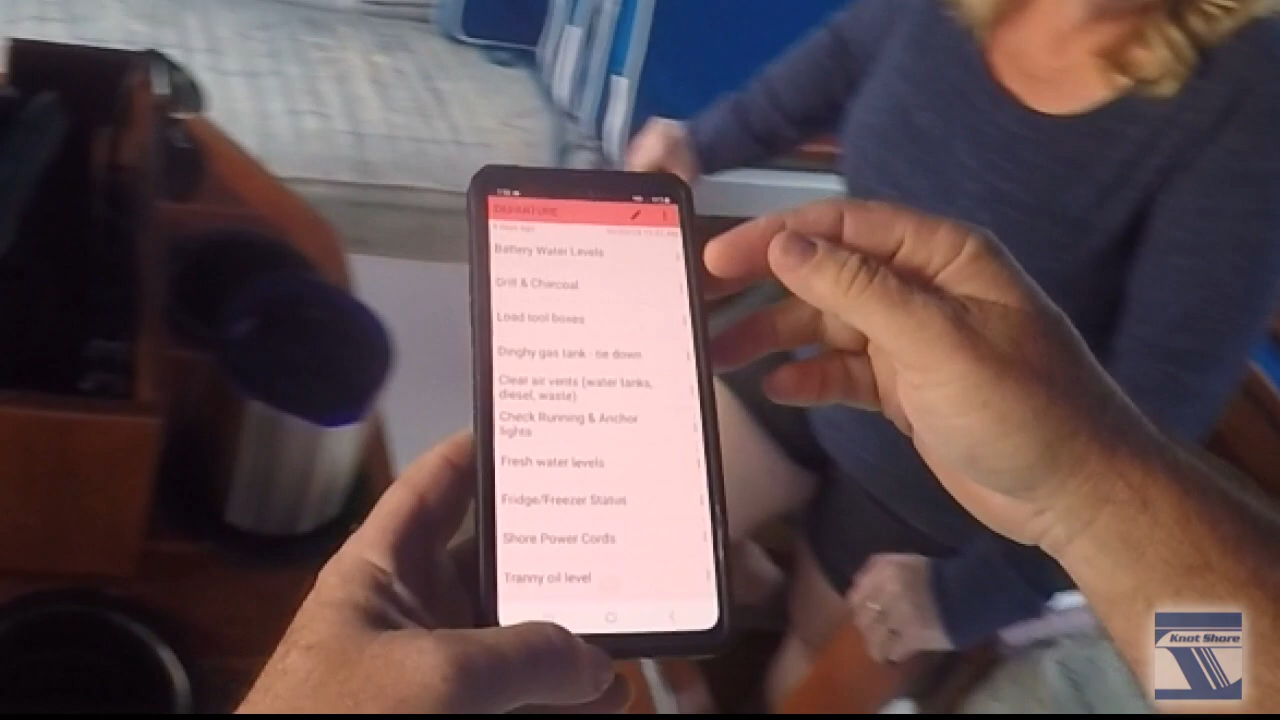 DEPARTURE
Battery Water Levels
Grill & Charcoal
Load tool boxes
Dinghy gas tank - tie down
Clear air vents (water tanks,
diesel, waste)
Check Running & Anchor
lights
Fresh water levels
Fridge/Freezer Status
Shore Power Cords
Tranny oil level
Knot Shore